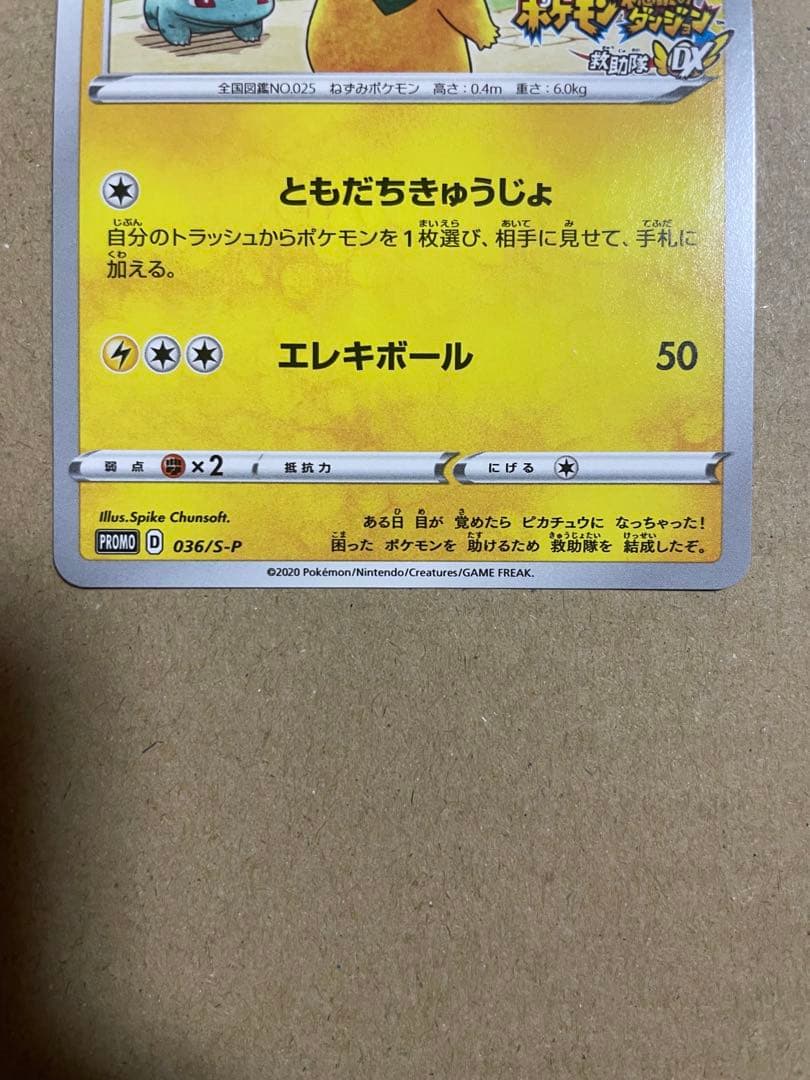 ポケモン不思議のダンジョン
救助隊DX
全国図鑑NO.025 ねずみポケモン 高さ:0.4m 重さ:6.0kg
ともだちきゅうじょ
自分のトラッシュからポケモンを1枚選び、相手に見せて、手札に
加える。
エレキボール 50
弱点 ×2 抵抗力 にげる
Illus.Spike Chunsoft.
ある日 目が 覚めたら ピカチュウに なっちゃった!
PROMO D 036/S-P
困った ポケモンを 助けるため 救助隊を 結成したぞ。
©2020 Pokémon/Nintendo/Creatures/GAME FREAK.